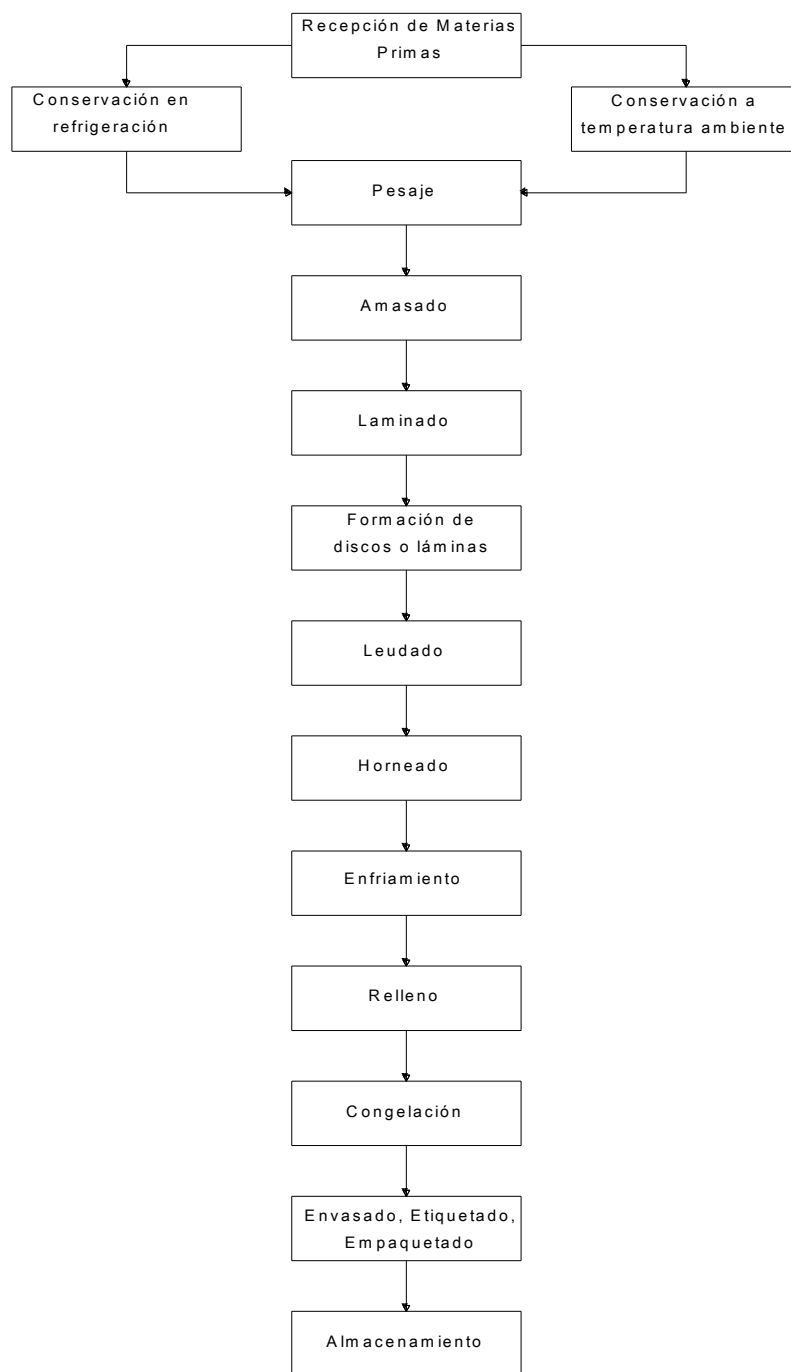 Recepción de Materias
Primas
Conservación en
refrigeración
Conservación a
temperatura ambiente
Pesaje
Amasado
Laminado
Formación de
discos o láminas
Leudado
Horneado
Enfriamiento
Relleno
Congelación
Envasado, Etiquetado,
Empaquetado
Almacenamiento